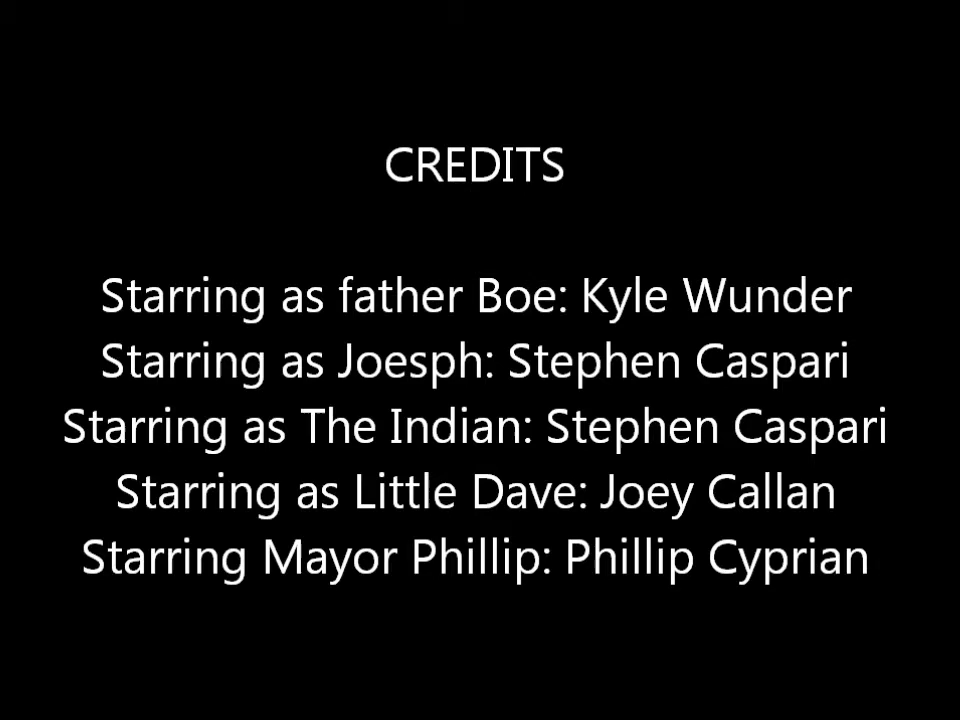 CREDITS
Starring as father Boe: Kyle Wunder
Starring as Joesph: Stephen Caspari
Starring as The Indian: Stephen Caspari
Starring as Little Dave: Joey Callan
Starring Mayor Phillip: Phillip Cyprian